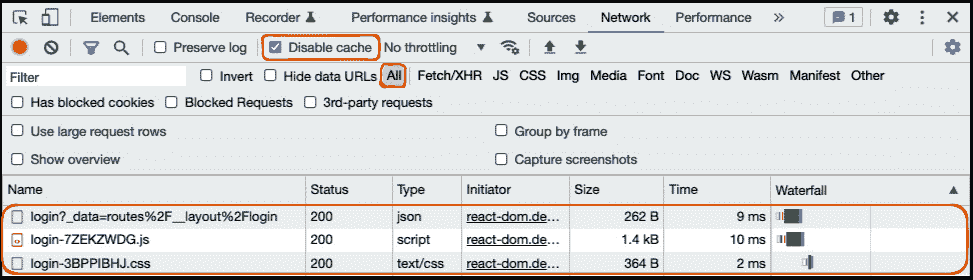 Elements Console Recorder Performance insights Sources Network Performance » 1
Preserve log Disable cache No throttling
Filter Invert Hide data URLs All Fetch/XHR JS CSS Img Media Font Doc WS Wasm Manifest Other
Has blocked cookies Blocked Requests 3rd-party requests
Use large request rows Group by frame
Show overview Capture screenshots
Name Status Type Initiator Size Time Waterfall
login?_data=routes%2F__layout%2Flogin 200 json react-dom.de... 262 B 9 ms
login-7ZEKZWDG.js 200 script react-dom.de... 1.4 kB 10 ms
login-3BPPIBHJ.css 200 text/css react-dom.de... 364 B 2 ms